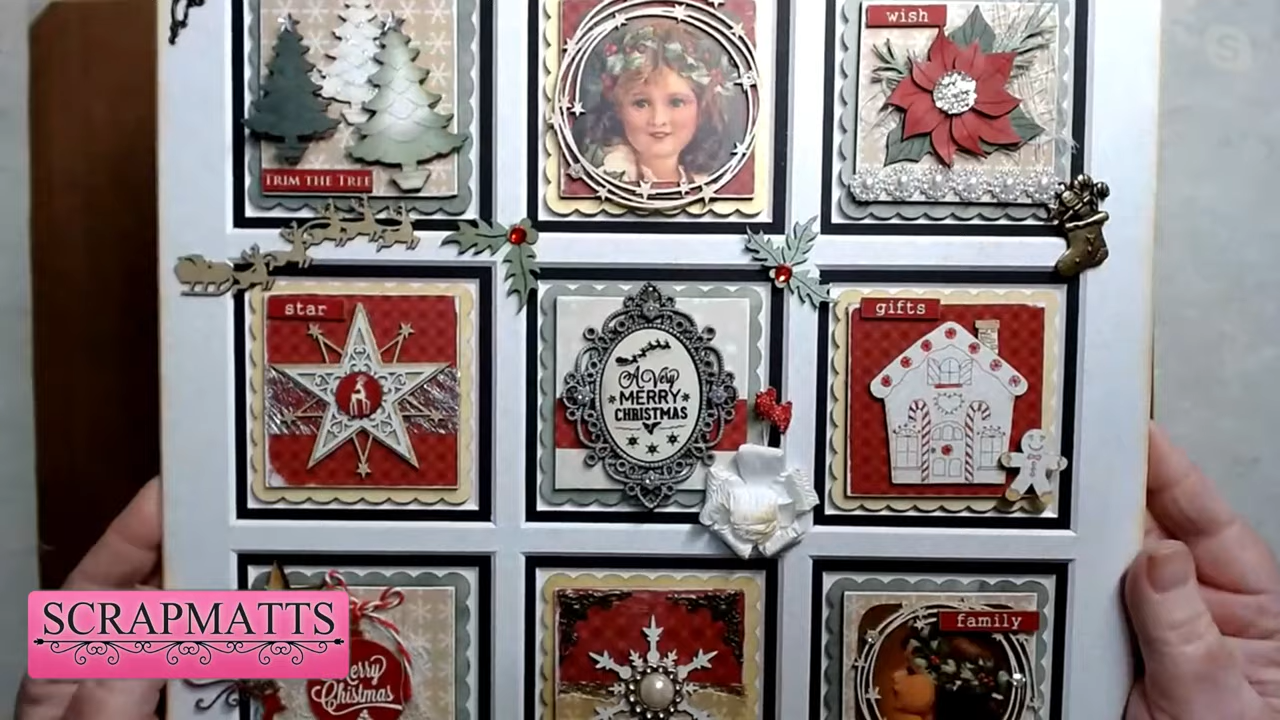 wish
TRIM THE TREE
star
gifts
A Very
MERRY
CHRISTMAS
family
Merry
Christmas
SCRAPMATTS